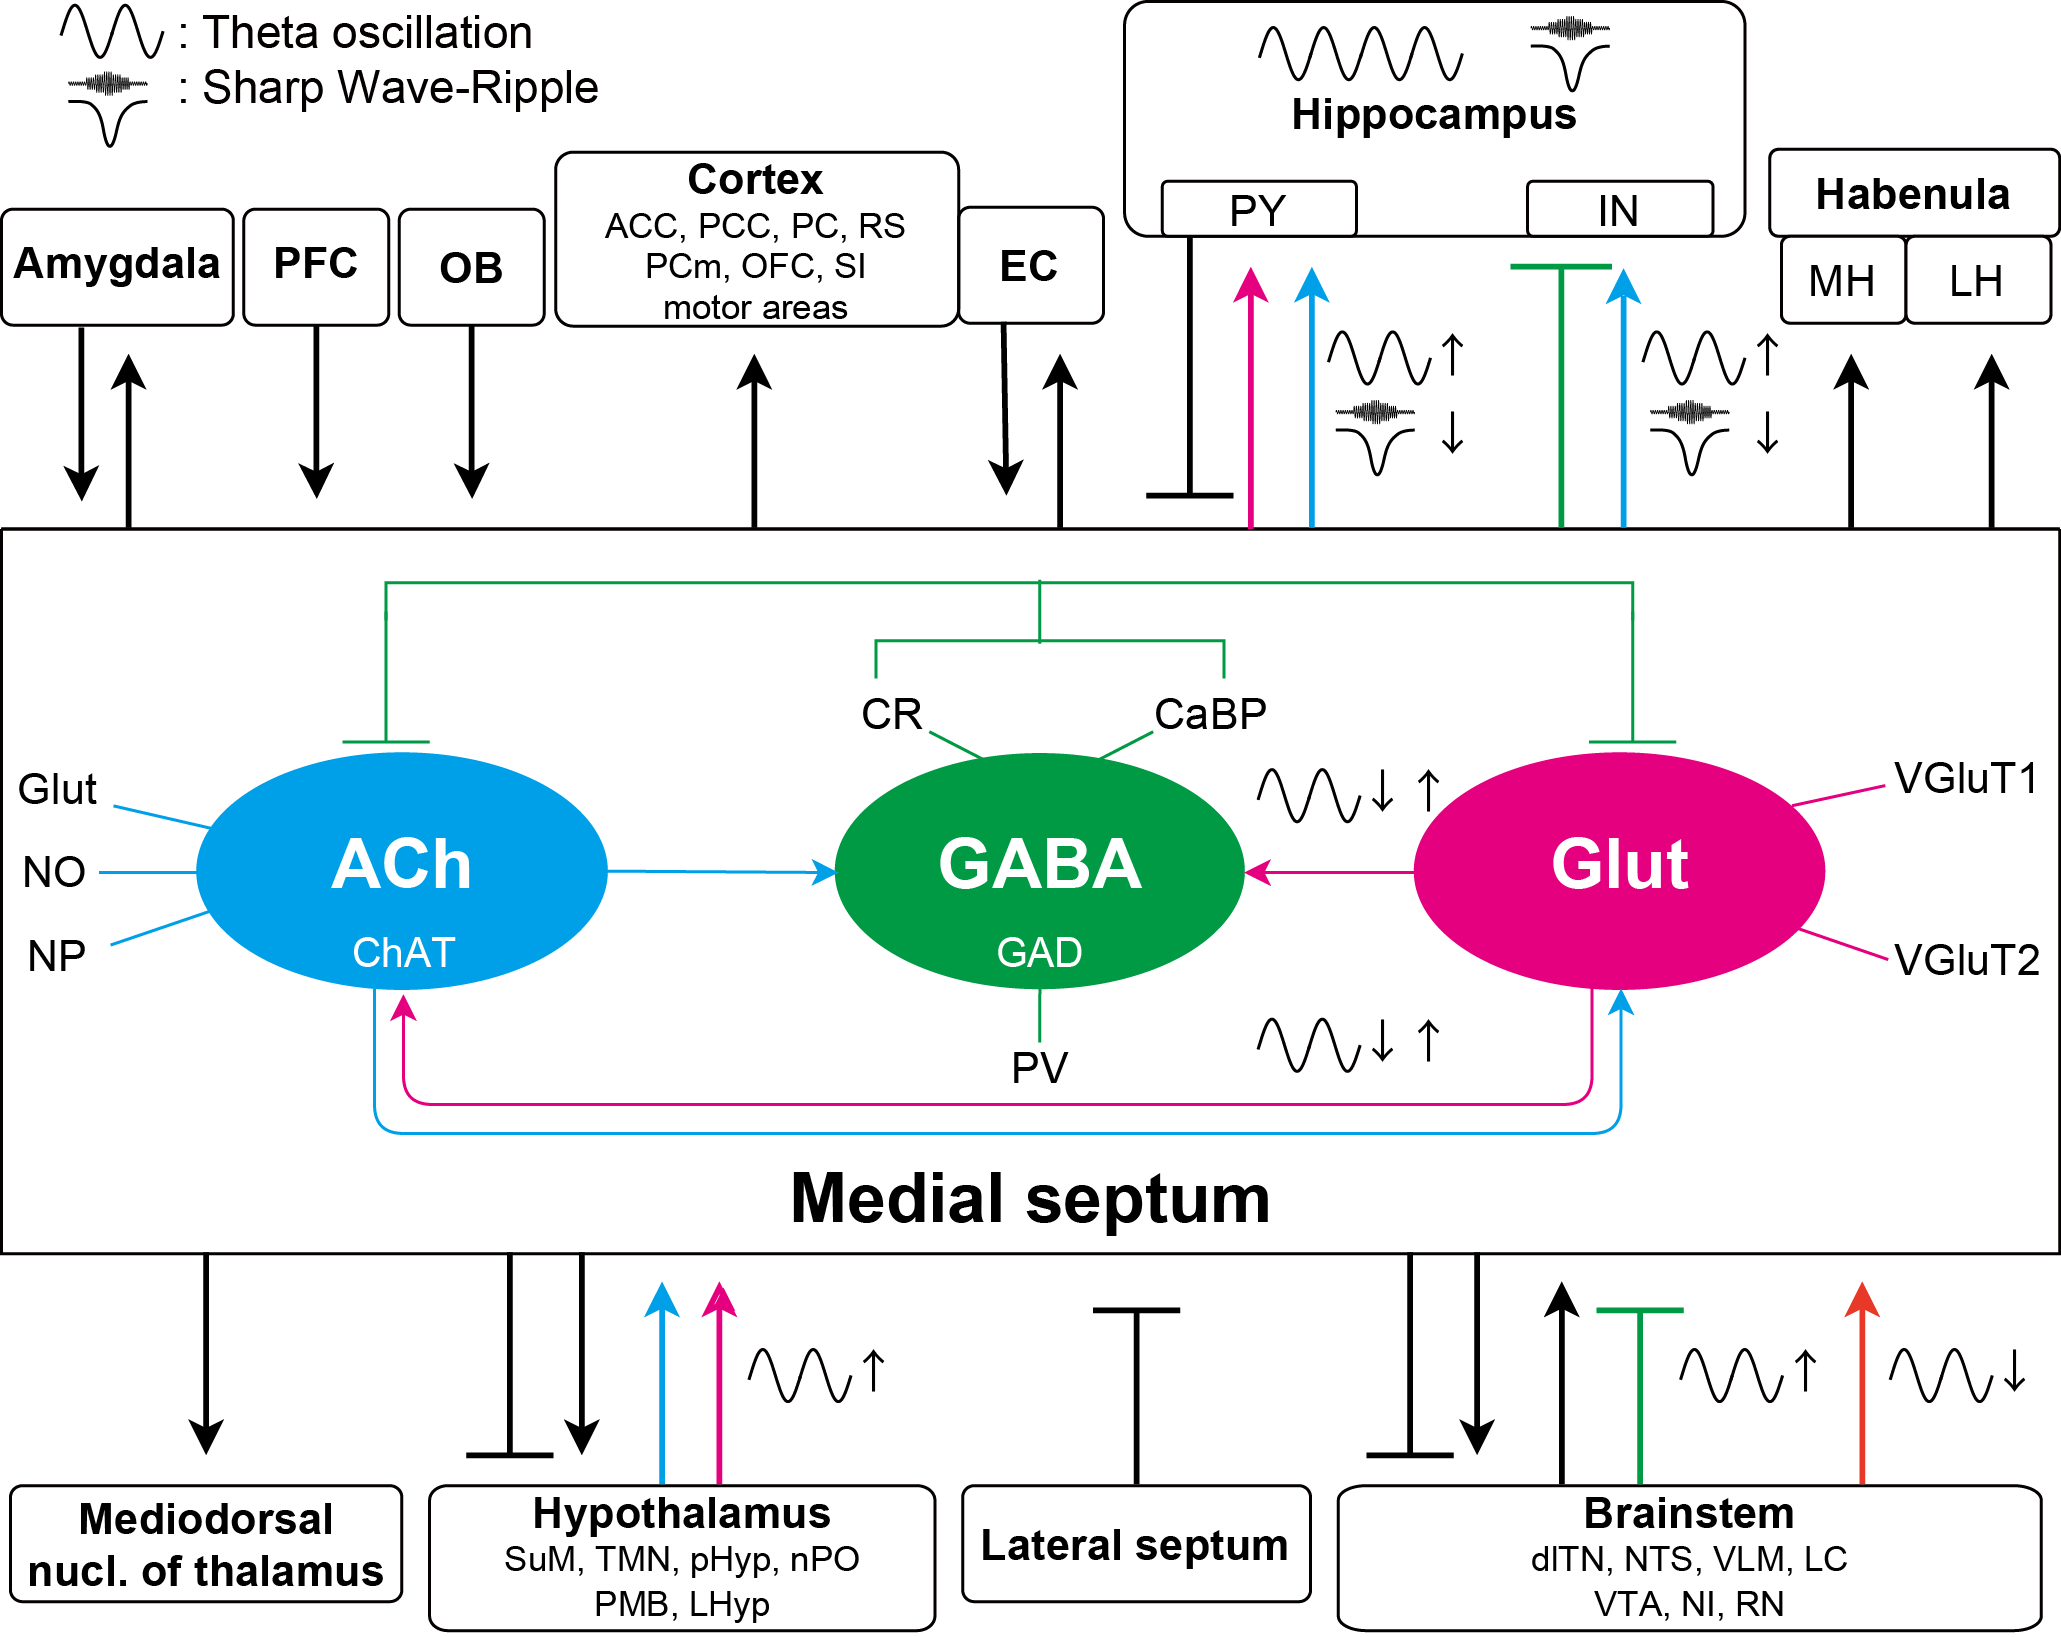 : Theta oscillation
: Sharp Wave-Ripple
Hippocampus
PY
IN
Amygdala
PFC
OB
Cortex
ACC, PCC, PC, RS
PCm, OFC, SI
motor areas
EC
Habenula
MH
LH
CR
CaBP
Glut
NO
NP
ACh
ChAT
GABA
GAD
PV
Glut
VGluT1
VGluT2
Medial septum
Mediodorsal
nucl. of thalamus
Hypothalamus
SuM, TMN, pHyp, nPO
PMB, LHyp
Lateral septum
Brainstem
dlTN, NTS, VLM, LC
VTA, NI, RN